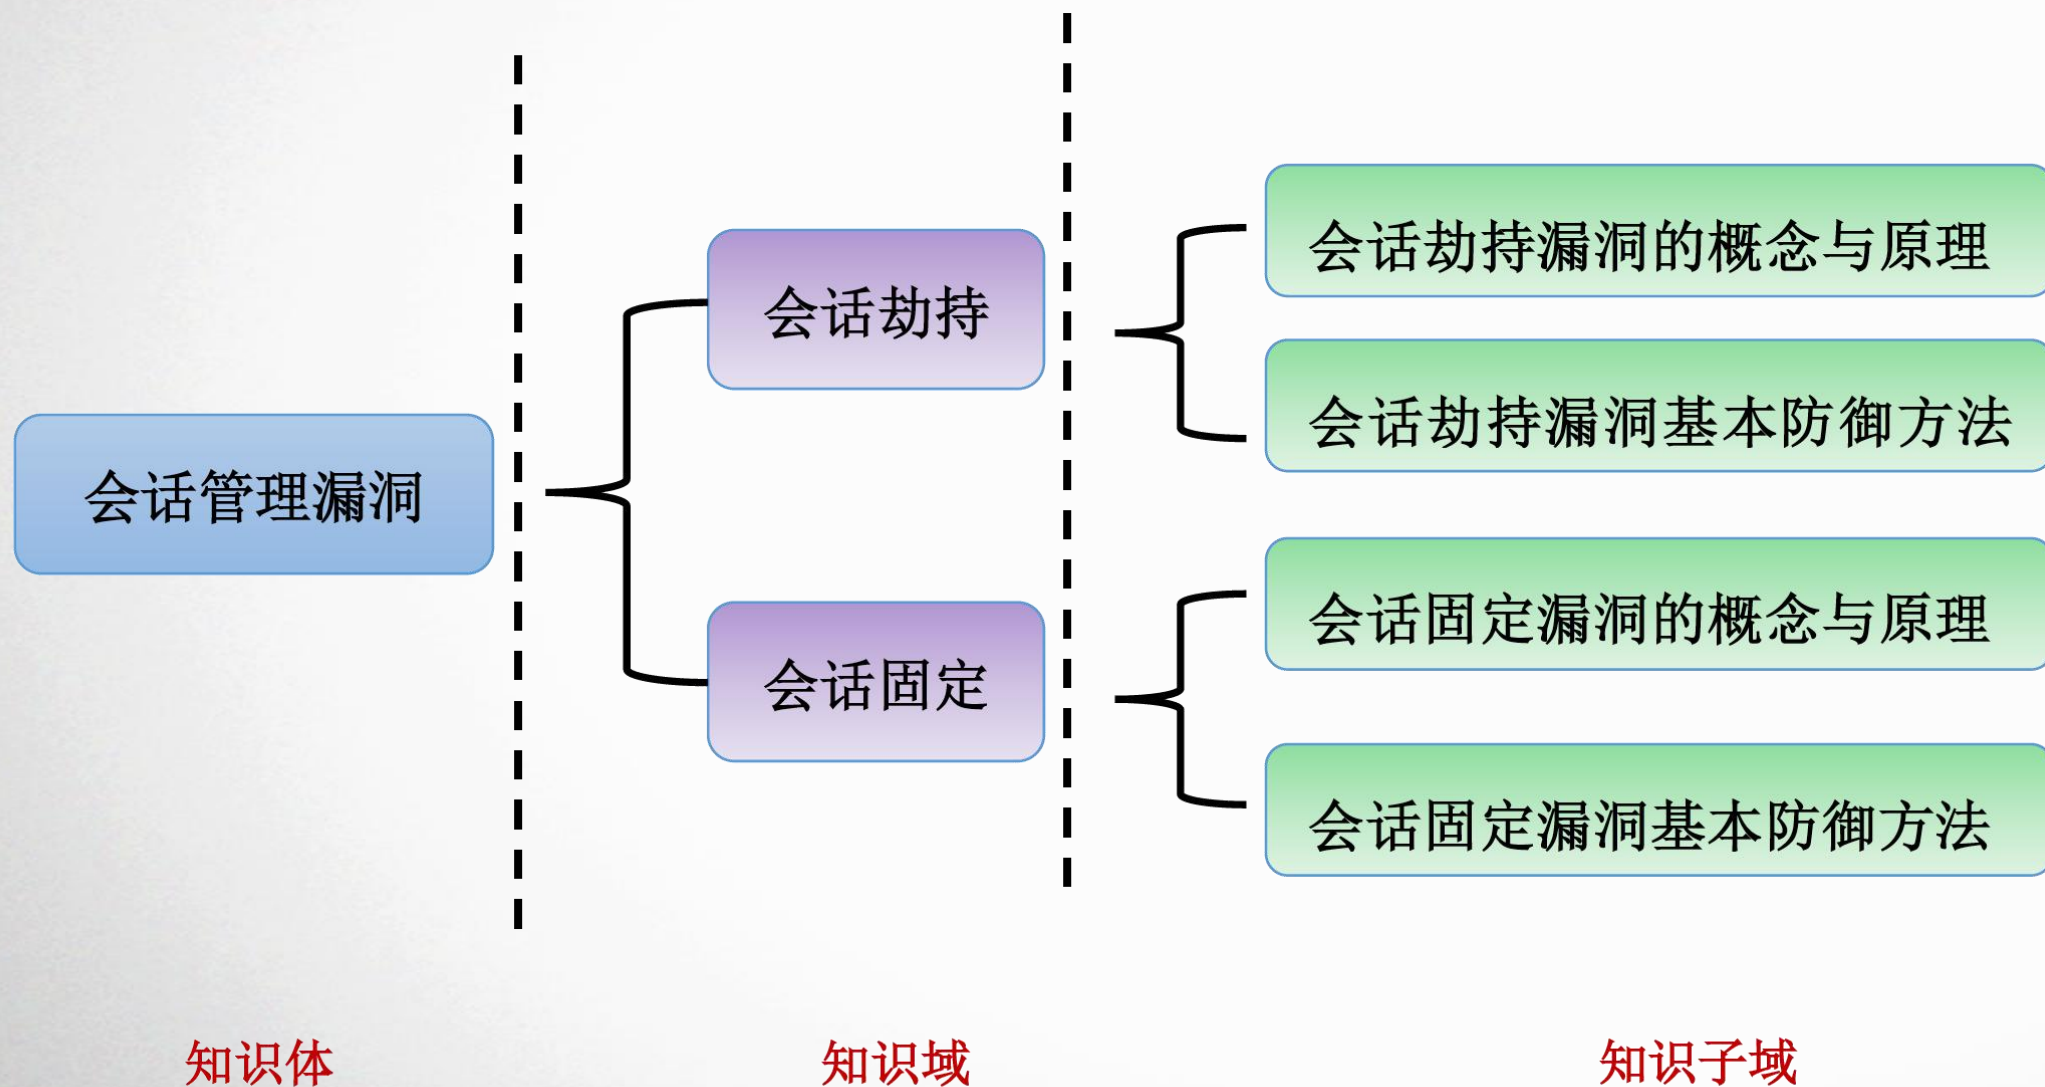 会话管理漏洞
会话劫持
会话固定
会话劫持漏洞的概念与原理
会话劫持漏洞基本防御方法
会话固定漏洞的概念与原理
会话固定漏洞基本防御方法
知识体
知识域
知识子域